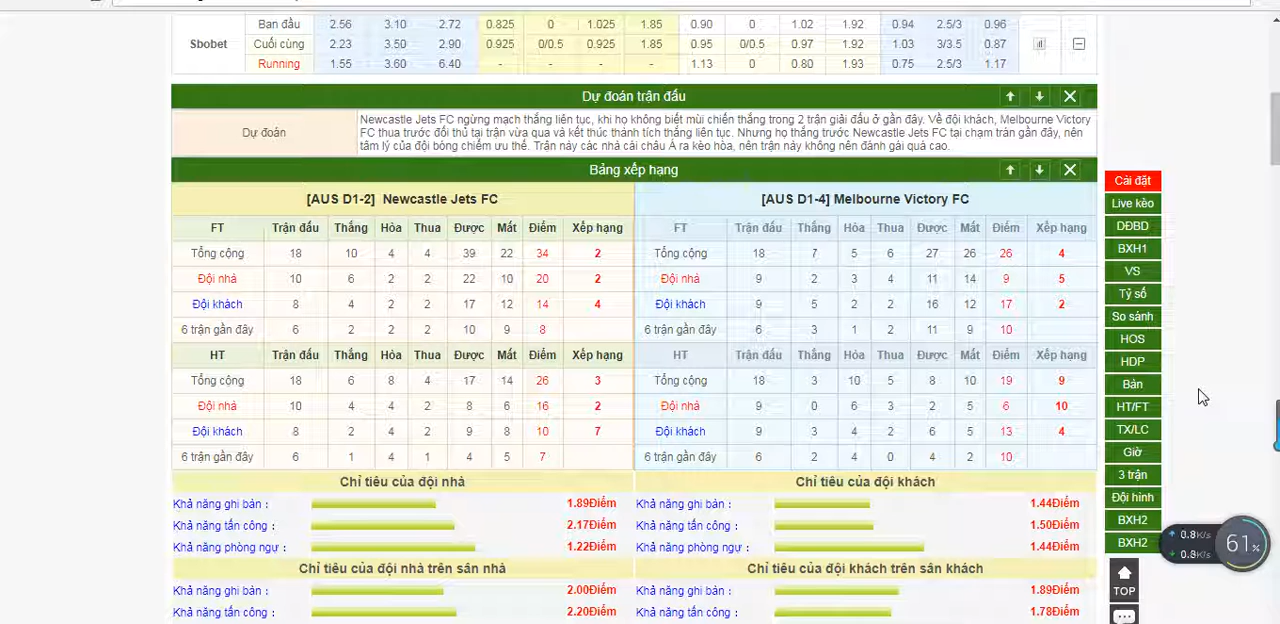 Ban đầu 2.56 3.10 2.72 0.825 0 1.025 1.85 0.90 0 1.02 1.92 0.94 2.5/3 0.96
Sbobet Cuối cùng 2.23 3.50 2.90 0.925 0/0.5 0.925 1.85 0.95 0/0.5 0.97 1.92 1.03 3/3.5 0.87
Running 1.55 3.60 6.40 - - - - 1.13 0 0.80 1.93 0.75 2.5/3 1.17
Dự đoán trận đấu
Dự đoán
Newcastle Jets FC ngừng mạch thắng liên tục, khi họ không biết mùi chiến thắng trong 2 trận giải đấu ở gần đây. Về đội khách, Melbourne Victory
FC thua trước đối thủ tại trận vừa qua và kết thúc thành tích thắng liên tục. Nhưng họ thắng trước Newcastle Jets FC tại chạm trán gần đây, nên
tâm lý của đội bóng chiếm ưu thế. Trận này các nhà cái châu Á ra kèo hòa, nên trận này không nên đánh gái quá cao.
Bảng xếp hạng
[AUS D1-2] Newcastle Jets FC
FT Trận đấu Thắng Hòa Thua Được Mất Điểm Xếp hạng
Tổng cộng 18 10 4 4 39 22 34 2
Đội nhà 10 6 2 2 22 10 20 2
Đội khách 8 4 2 2 17 12 14 4
6 trận gần đây 6 2 2 2 10 9 8
HT Trận đấu Thắng Hòa Thua Được Mất Điểm Xếp hạng
Tổng cộng 18 6 8 4 17 14 26 3
Đội nhà 10 4 4 2 8 6 16 2
Đội khách 8 2 4 2 9 8 10 7
6 trận gần đây 6 1 4 1 4 5 7
[AUS D1-4] Melbourne Victory FC
FT Trận đấu Thắng Hòa Thua Được Mất Điểm Xếp hạng
Tổng cộng 18 7 5 6 27 26 26 4
Đội nhà 9 2 3 4 11 14 9 5
Đội khách 9 5 2 2 16 12 17 2
6 trận gần đây 6 3 1 2 11 9 10
HT Trận đấu Thắng Hòa Thua Được Mất Điểm Xếp hạng
Tổng cộng 18 3 10 5 8 10 19 9
Đội nhà 9 0 6 3 2 5 6 10
Đội khách 9 3 4 2 6 5 13 4
6 trận gần đây 6 2 4 0 4 2 10
Chỉ tiêu của đội nhà
Khả năng ghi bàn : 1.89Điểm
Khả năng tấn công : 2.17Điểm
Khả năng phòng ngự : 1.22Điểm
Chỉ tiêu của đội nhà trên sân nhà
Khả năng ghi bàn : 2.00Điểm
Khả năng tấn công : 2.20Điểm
Chỉ tiêu của đội khách
Khả năng ghi bàn : 1.44Điểm
Khả năng tấn công : 1.50Điểm
Khả năng phòng ngự : 1.44Điểm
Chỉ tiêu của đội khách trên sân khách
Khả năng ghi bàn : 1.89Điểm
Khả năng tấn công : 1.78Điểm
Cài đặt
Live kèo
DĐBD
BXH1
VS
Tỷ số
So sánh
HOS
HDP
Bàn
HT/FT
TX/LC
Giờ
3 trận
Đội hình
BXH2
BXH2
TOP
0.8K/s
0.3K/s
61%